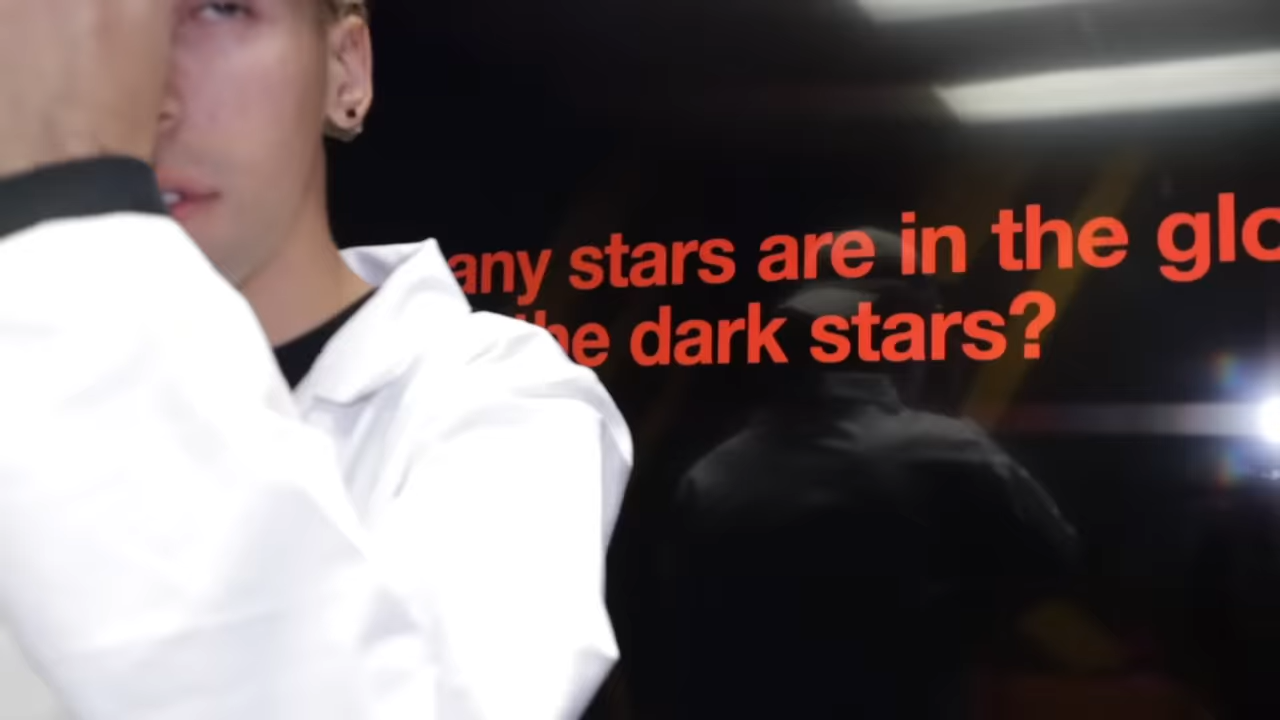 any stars are in the glo
the dark stars?